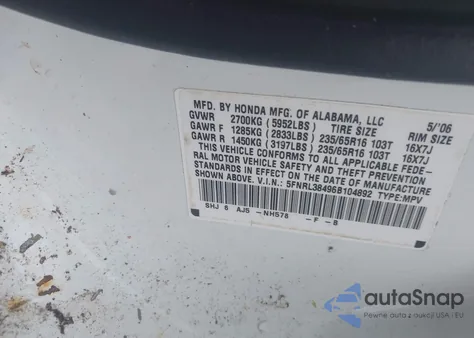 MFD. BY HONDA MFG. OF ALABAMA, LLC 5/'06
GVWR 2700KG (5952LBS) TIRE SIZE RIM SIZE
GAWR F 1285KG (2833LBS) 235/65R16 103T 16X7J
GAWR R 1450KG (3197LBS) 235/65R16 103T 16X7J
THIS VEHICLE CONFORMS TO ALL APPLICABLE FEDE-
RAL MOTOR VEHICLE SAFETY AND THEFT PREVENTION
STANDARDS IN EFFECT ON THE DATE OF MANUFACTURE
SHOWN ABOVE. V.I.N.: 5FNRL38496B104892 TYPE:MPV
SHJ 6 AJ5 -NH578 -F -B
autoSnap
Pewne auta z aukcji USA i EU